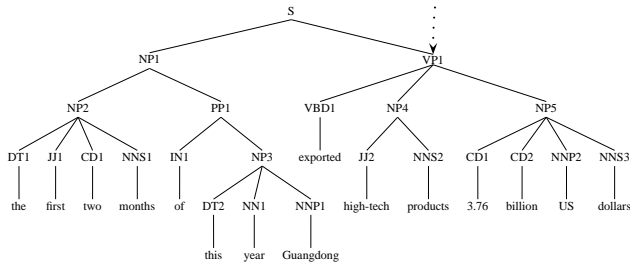 S
NP1 VP1
NP2 PP1 VBD1 NP4 NP5
DT1 JJ1 CD1 NNS1 IN1 NP3 exported JJ2 NNS2 CD1 CD2 NNP2 NNS3
the first two months of DT2 NN1 NNP1 high-tech products 3.76 billion US dollars
this year Guangdong